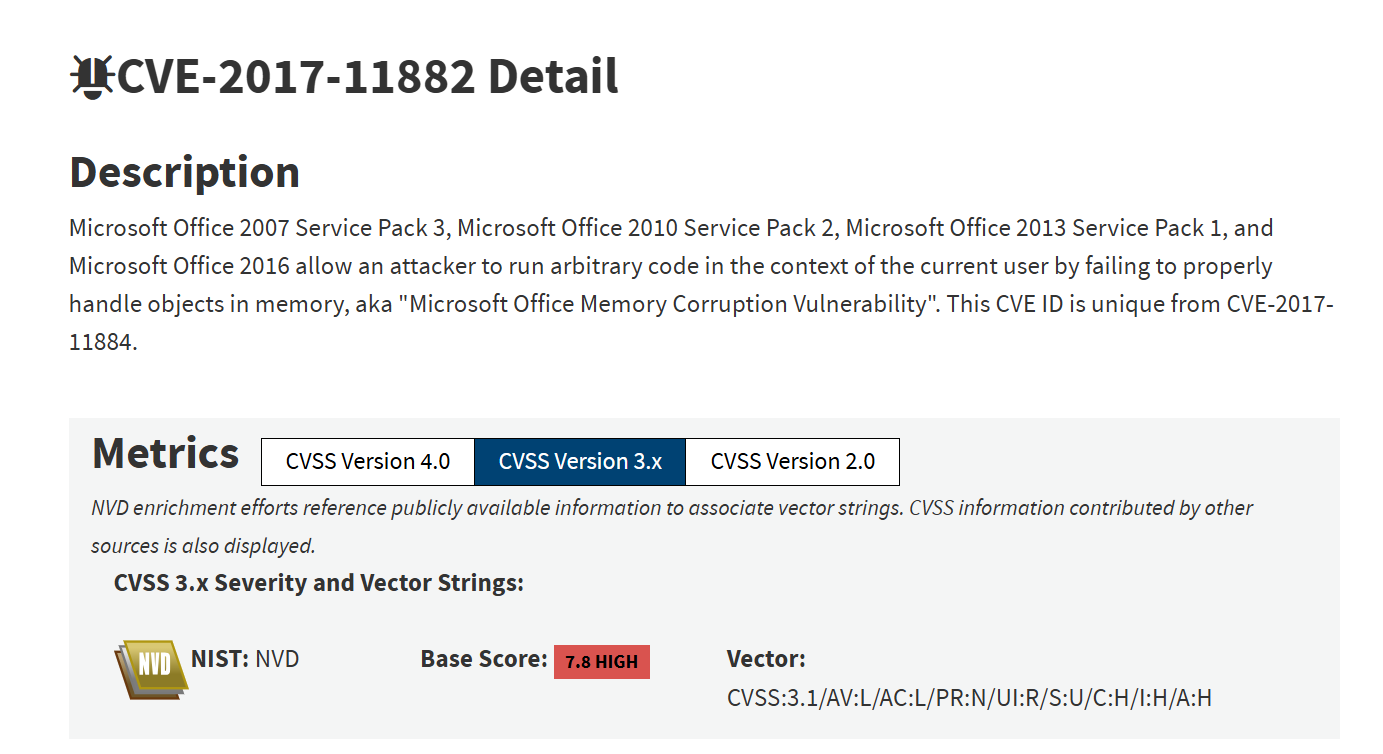 CVE-2017-11882 Detail
Description
Microsoft Office 2007 Service Pack 3, Microsoft Office 2010 Service Pack 2, Microsoft Office 2013 Service Pack 1, and
Microsoft Office 2016 allow an attacker to run arbitrary code in the context of the current user by failing to properly
handle objects in memory, aka "Microsoft Office Memory Corruption Vulnerability". This CVE ID is unique from CVE-2017-
11884.
Metrics
CVSS Version 4.0
CVSS Version 3.x
CVSS Version 2.0
NVD enrichment efforts reference publicly available information to associate vector strings. CVSS information contributed by other
sources is also displayed.
CVSS 3.x Severity and Vector Strings:
NVD
NIST: NVD
Base Score: 7.8 HIGH
Vector:
CVSS:3.1/AV:L/AC:L/PR:N/UI:R/S:U/C:H/I:H/A:H